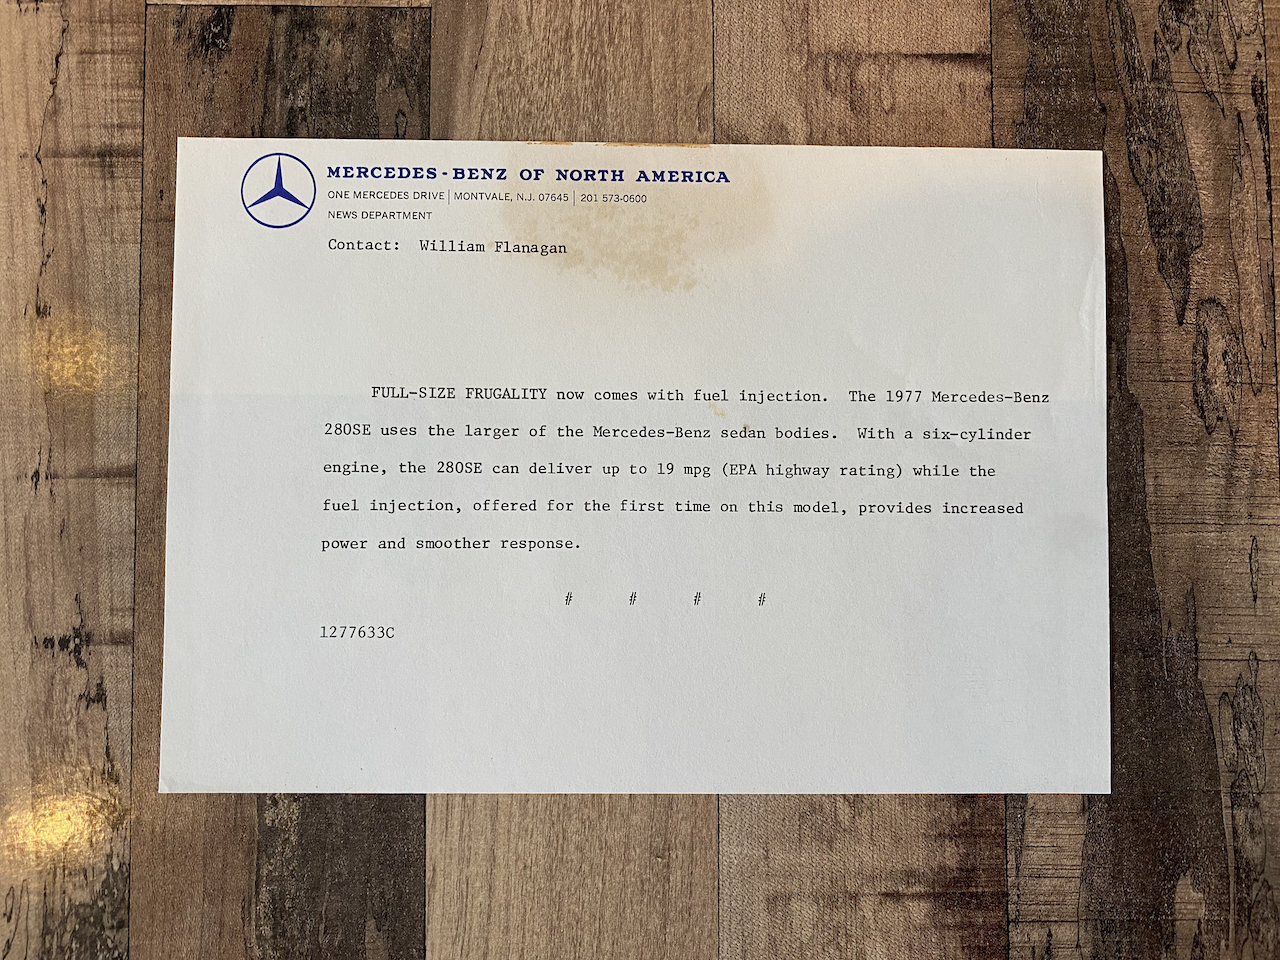 MERCEDES-BENZ OF NORTH AMERICA
ONE MERCEDES DRIVE | MONTVALE, N.J. 07645 | 201 573-0600
NEWS DEPARTMENT
Contact: William Flanagan
FULL-SIZE FRUGALITY now comes with fuel injection. The 1977 Mercedes-Benz
280SE uses the larger of the Mercedes-Benz sedan bodies. With a six-cylinder
engine, the 280SE can deliver up to 19 mpg (EPA highway rating) while the
fuel injection, offered for the first time on this model, provides increased
power and smoother response.
# # # #
1277633C